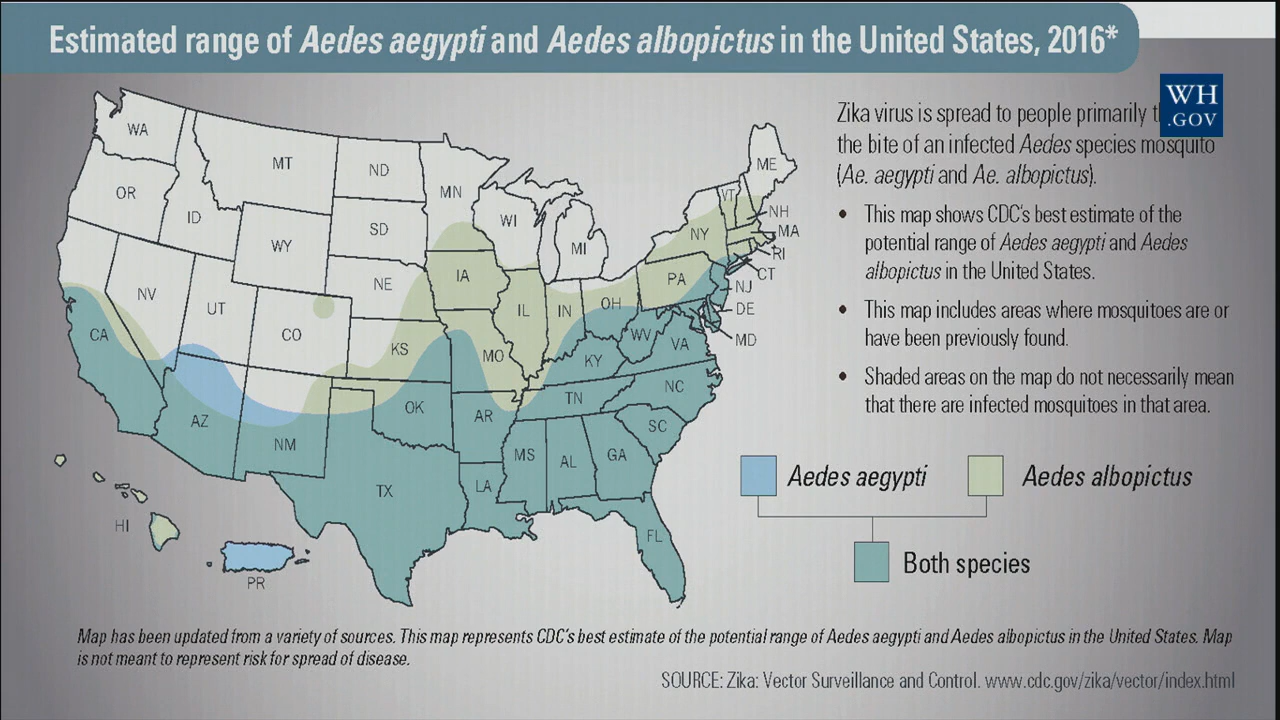 Estimated range of Aedes aegypti and Aedes albopictus in the United States, 2016*
WH
.GOV
Zika virus is spread to people primarily
the bite of an infected Aedes species mosquito
(Ae. aegypti and Ae. albopictus).
• This map shows CDC's best estimate of the
potential range of Aedes aegypti and Aedes
albopictus in the United States.
• This map includes areas where mosquitoes are or
have been previously found.
• Shaded areas on the map do not necessarily mean
that there are infected mosquitoes in that area.
Aedes aegypti
Aedes albopictus
Both species
WA
MT
ND
MN
ME
OR
ID
WY
SD
WI
MI
VT
NH
NY
MA
RI
CT
NV
UT
CO
NE
IA
IL
IN
OH
PA
NJ
DE
MD
CA
KS
MO
KY
WV
VA
AZ
NM
OK
AR
TN
NC
SC
TX
LA
MS
AL
GA
FL
HI
PR
Map has been updated from a variety of sources. This map represents CDC's best estimate of the potential range of Aedes aegypti and Aedes albopictus in the United States. Map
is not meant to represent risk for spread of disease.
SOURCE: Zika: Vector Surveillance and Control. www.cdc.gov/zika/vector/index.html